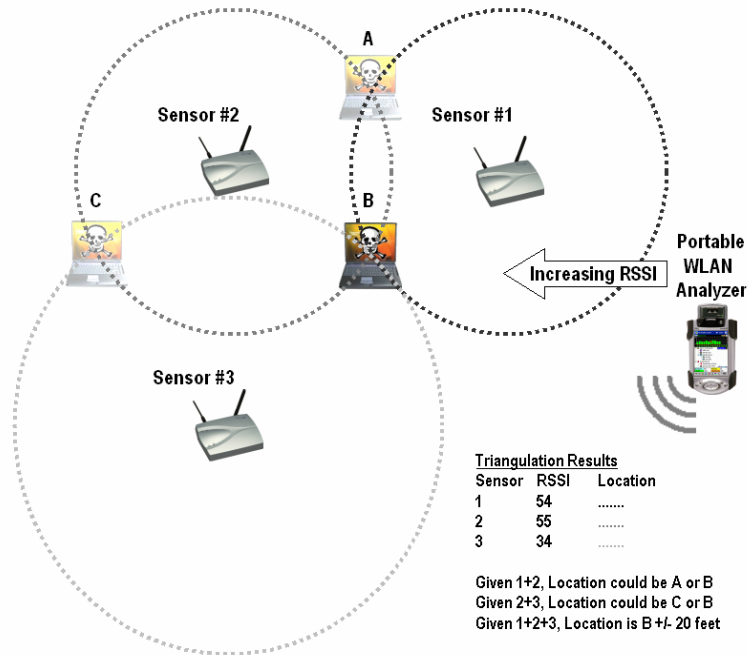 A
Sensor #2
Sensor #1
C
B
Portable
WLAN
Analyzer
Increasing RSSI
Sensor #3
Triangulation Results
Sensor RSSI Location
1 54 .......
2 55 .......
3 34 .......
Given 1+2, Location could be A or B
Given 2+3, Location could be C or B
Given 1+2+3, Location is B +/- 20 feet